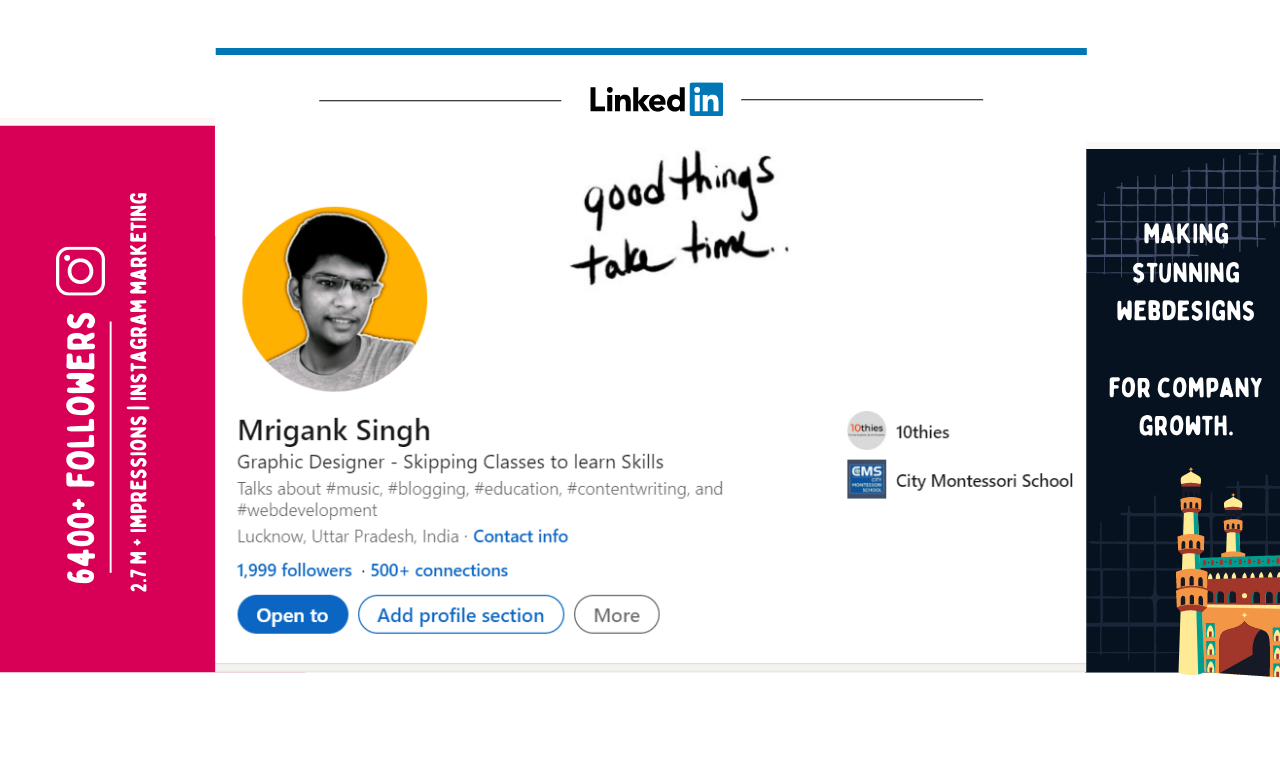 Linked in
good things
take time..
6400+ FOLLOWERS
2.7 M + IMPRESSIONS | INSTAGRAM MARKETING
Mrigank Singh
Graphic Designer - Skipping Classes to learn Skills
Talks about #music, #blogging, #education, #contentwriting, and
#webdevelopment
Lucknow, Uttar Pradesh, India · Contact info
1,999 followers · 500+ connections
Open to
Add profile section
More
10thies
10thies
CMS
CITY
MONTESSORI
SCHOOL
City Montessori School
MAKING
STUNNING
WEBDESIGNS
FOR COMPANY
GROWTH.